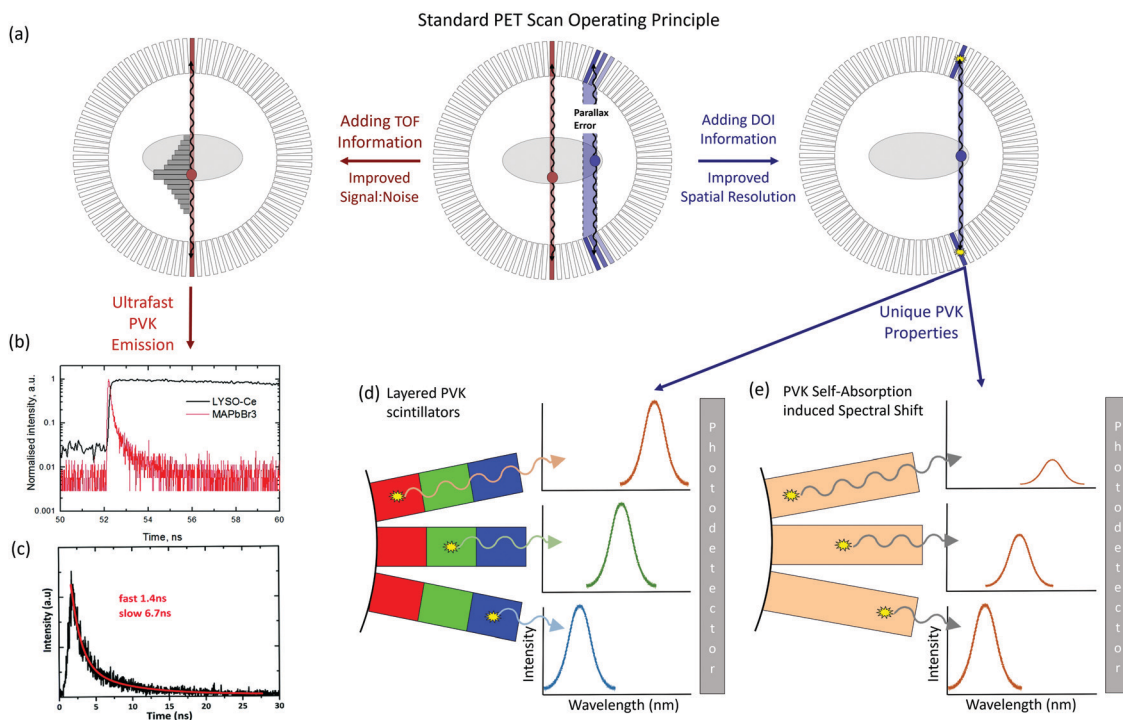 Standard PET Scan Operating Principle
(a)
Adding TOF
Information
Improved
Signal:Noise
Parallax
Error
Adding DOI
Information
Improved
Spatial Resolution
Ultrafast
PVK
Emission
Unique PVK
Properties
(b)
Normalised intensity, a.u.
1
0.1
0.01
0.001
LYSO-Ce
MAPbBr3
50 52 54 56 58 60
Time, ns
(c)
Intensity (a.u)
fast 1.4ns
slow 6.7ns
0 5 10 15 20 25 30
Time (ns)
(d) Layered PVK
scintillators
Intensity
Wavelength (nm)
Photodetector
(e) PVK Self-Absorption
induced Spectral Shift
Intensity
Wavelength (nm)
Photodetector